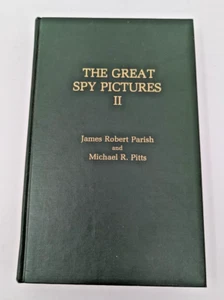 THE GREAT
SPY PICTURES
II
James Robert Parish
and
Michael R. Pitts